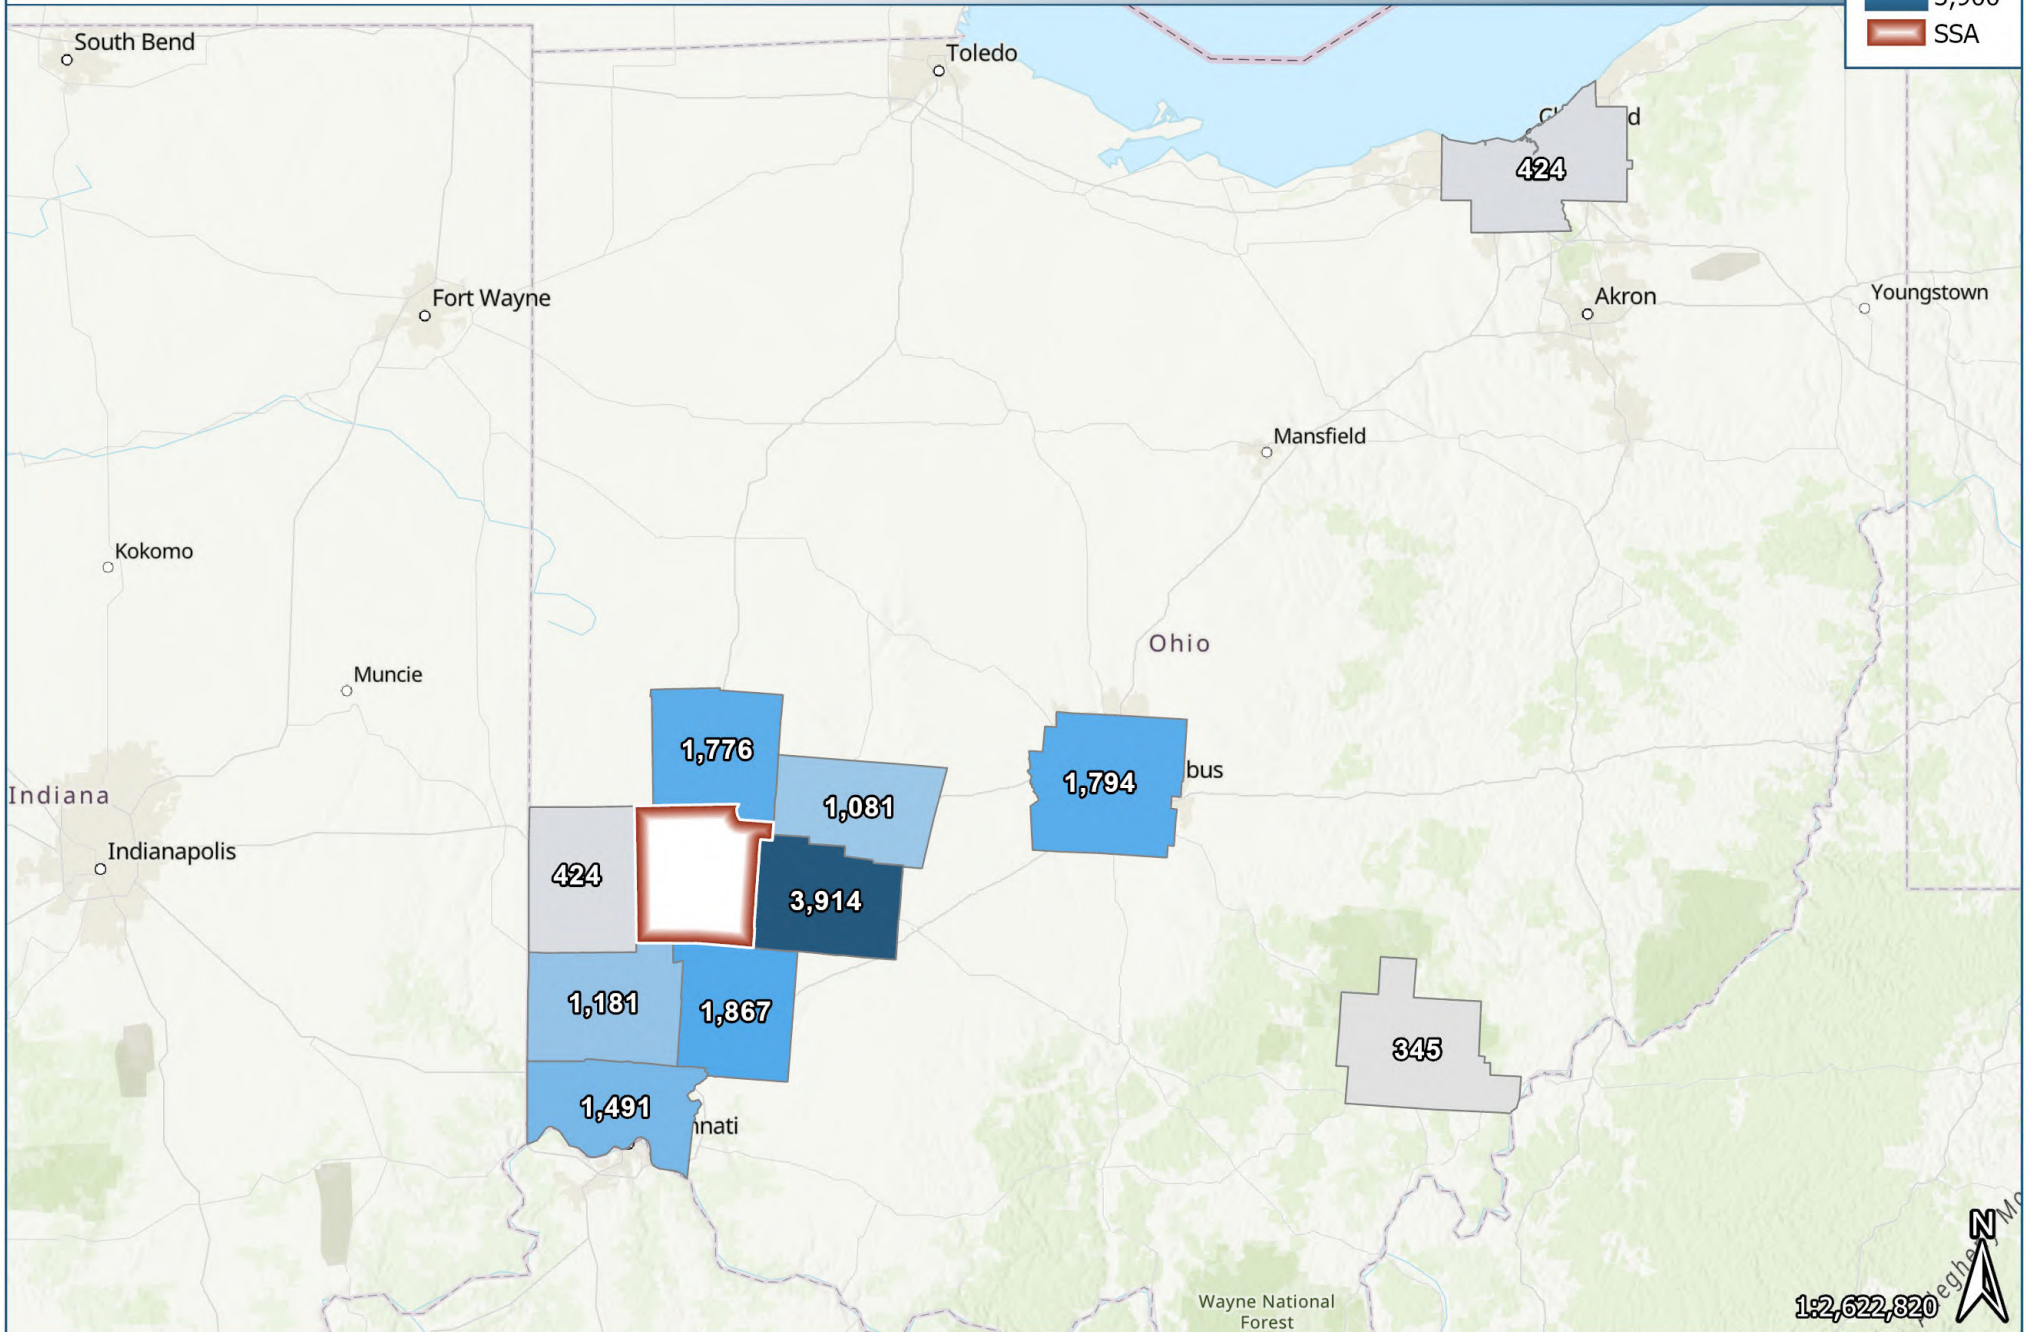 SSA
South Bend
Toledo
424
Fort Wayne
Akron
Youngstown
Mansfield
Kokomo
Ohio
Muncie
1,776
1,794
bus
1,081
Indiana
Indianapolis
424
3,914
1,181
1,867
345
1,491
nnati
N
Wayne National
Forest
1:2,622,820